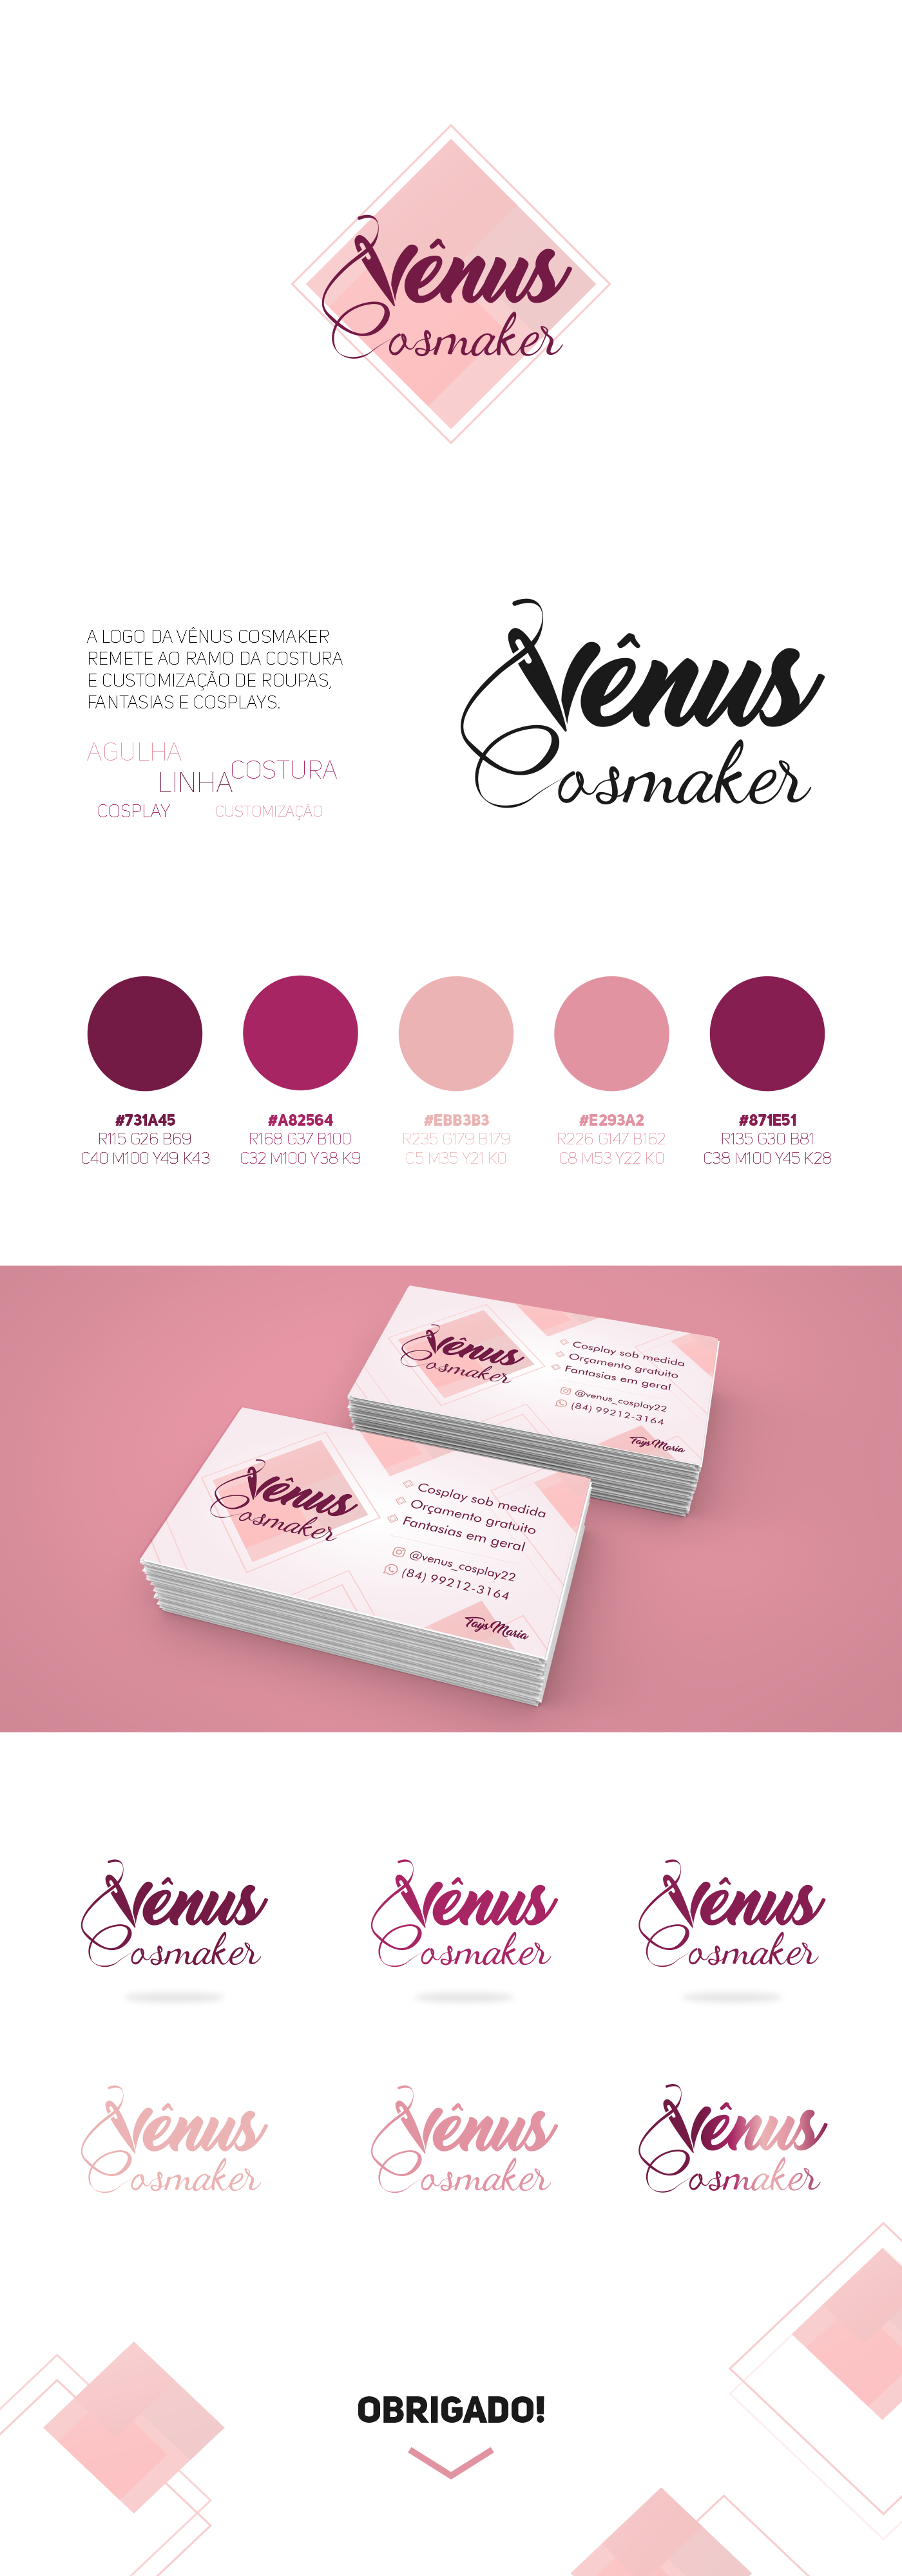 Vênus
Cosmaker
A LOGO DA VÊNUS COSMAKER
REMETE AO RAMO DA COSTURA
E CUSTOMIZAÇÃO DE ROUPAS,
FANTASIAS E COSPLAYS.
AGULHA
COSTURA
LINHA
COSPLAY
CUSTOMIZAÇÃO
Vênus
Cosmaker
#731A45
R115 G26 B69
C40 M100 Y49 K43
#A82564
R168 G37 B100
C32 M100 Y38 K9
#EBB3B3
R235 G179 B179
C5 M35 Y21 K0
#E293A2
R226 G147 B162
C8 M53 Y22 K0
#871E51
R135 G30 B81
C38 M100 Y45 K28
Vênus
Cosmaker
Cosplay sob medida
Orçamento gratuito
Fantasias em geral
@venus_cosplay22
(84) 99212-3164
Tays Maria
Vênus
Cosmaker
Cosplay sob medida
Orçamento gratuito
Fantasias em geral
@venus_cosplay22
(84) 99212-3164
Tays Maria
Vênus
Cosmaker
Vênus
Cosmaker
Vênus
Cosmaker
Vênus
Cosmaker
Vênus
Cosmaker
Vênus
Cosmaker
OBRIGADO!